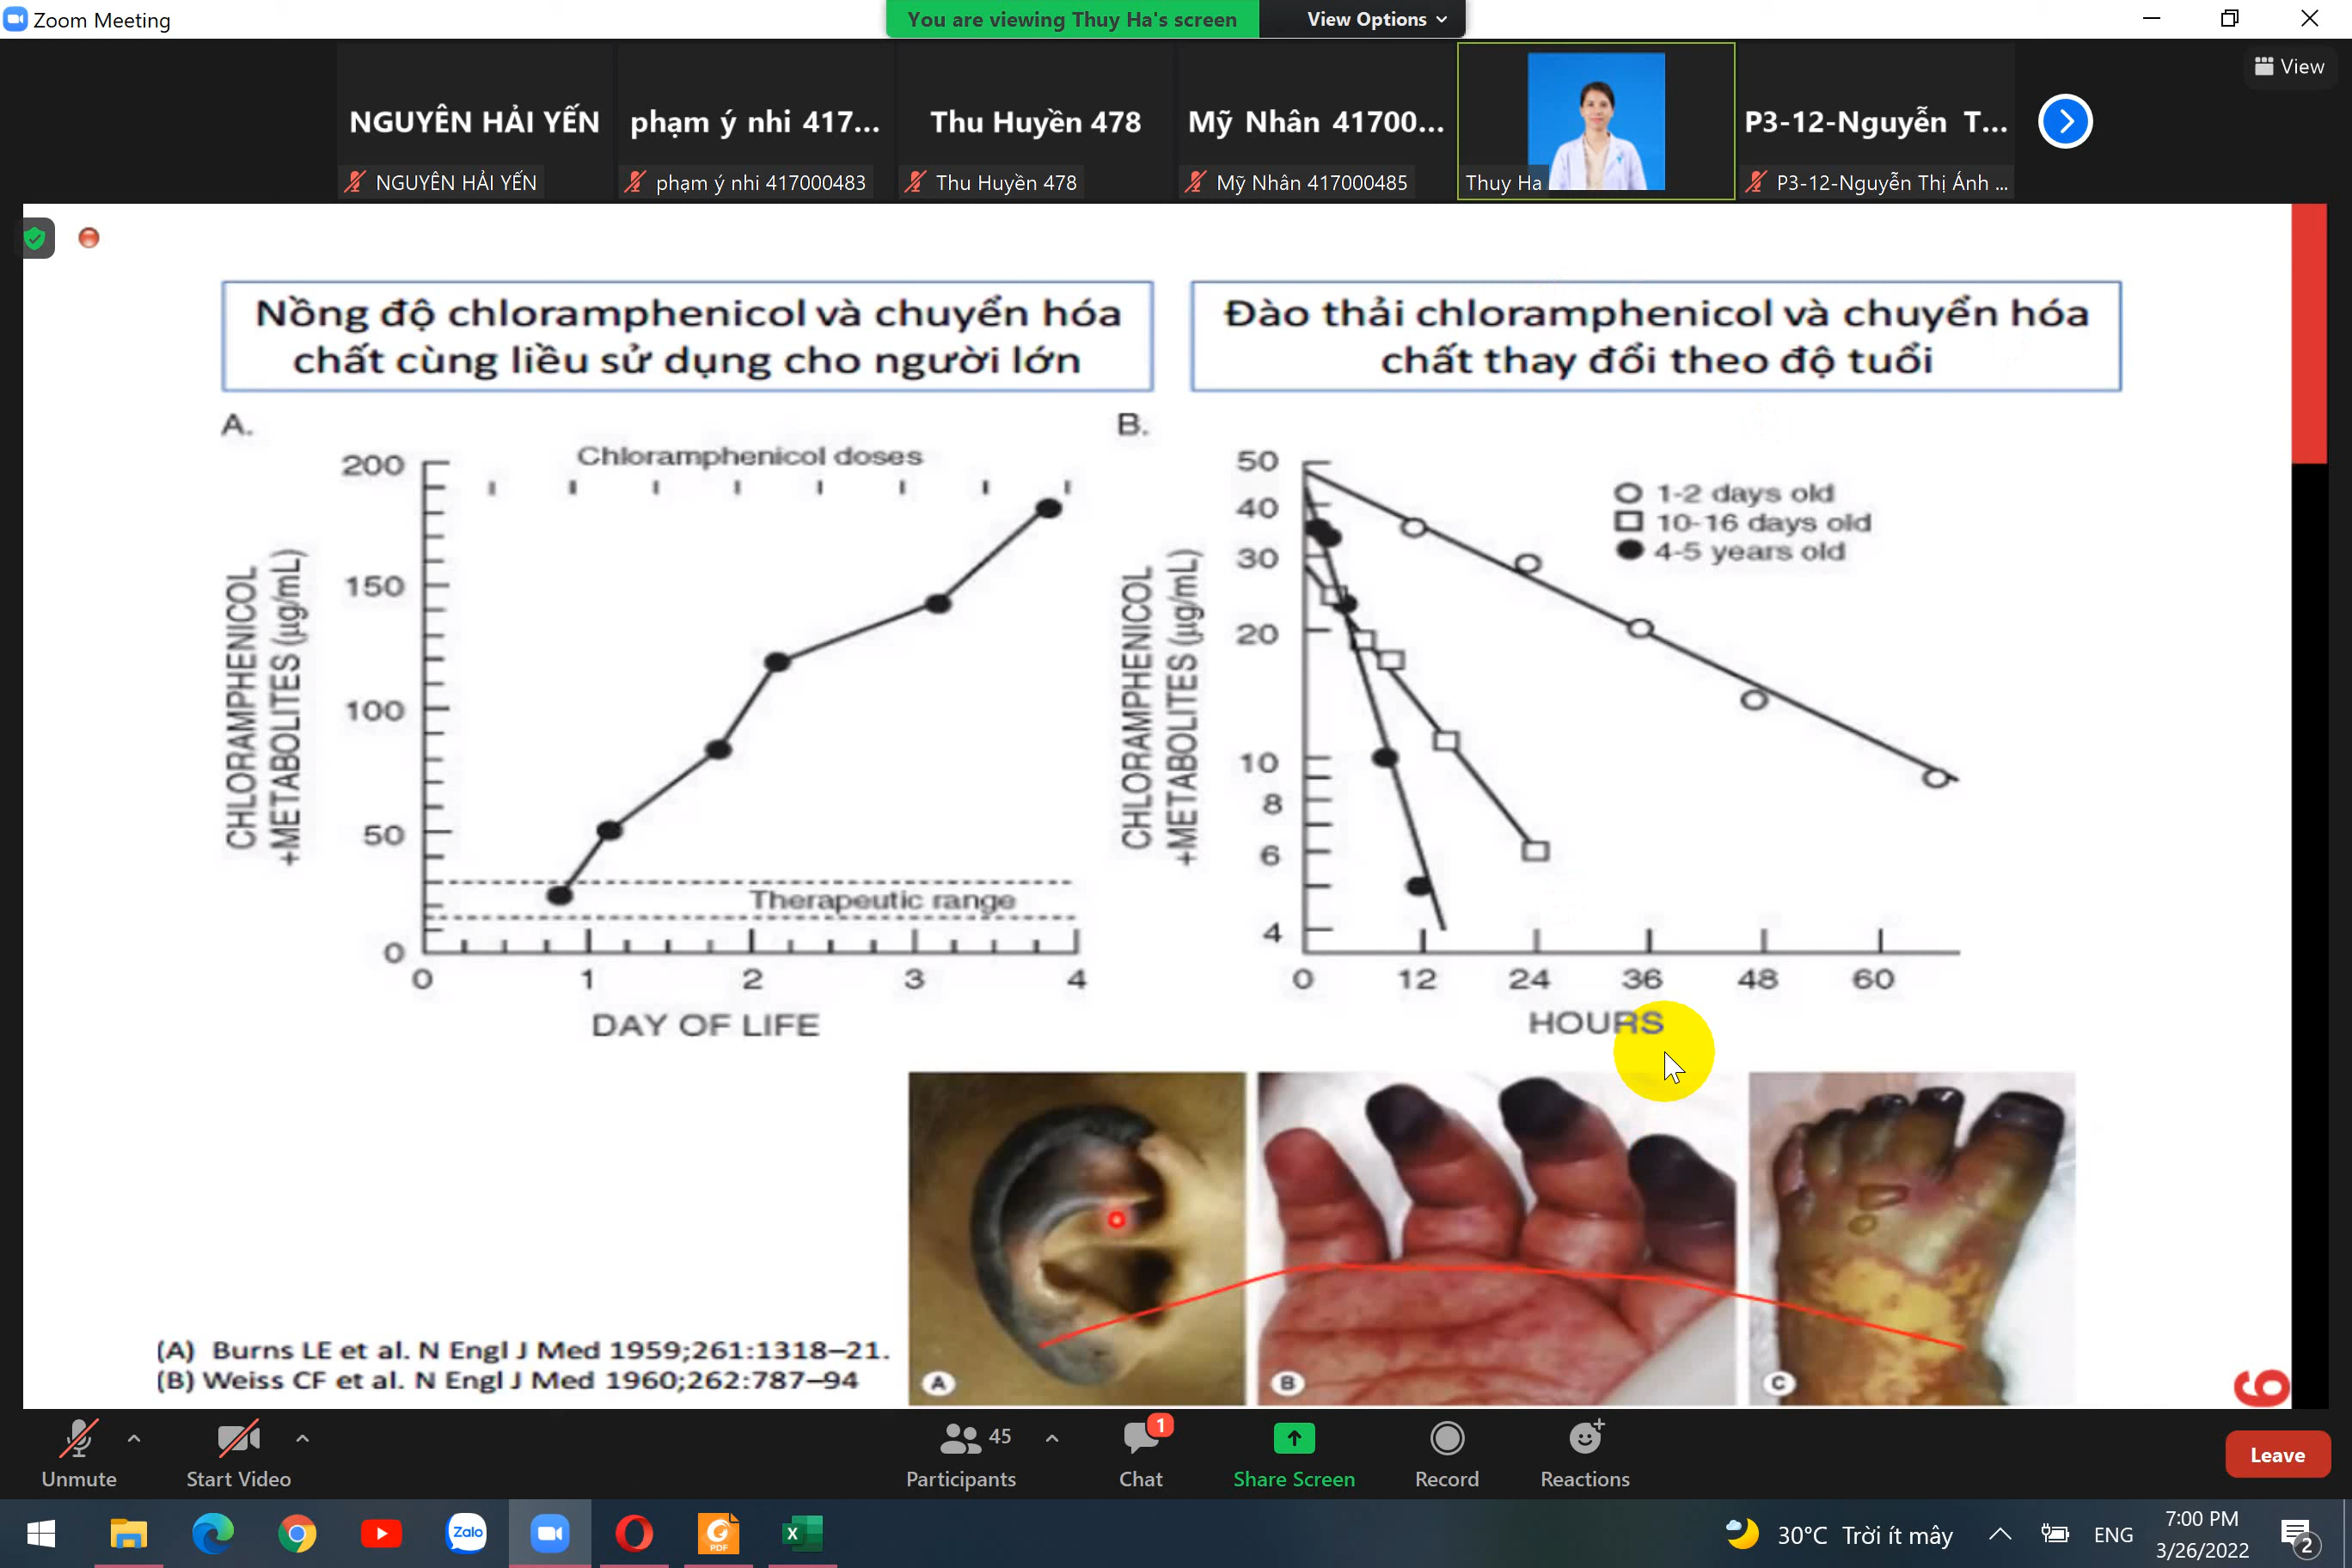 Zoom Meeting
You are viewing Thuy Ha's screen
View Options
View
NGUYÊN HẢI YẾN
phạm ý nhi 417...
Thu Huyền 478
Mỹ Nhân 41700...
P3-12-Nguyễn T...
NGUYÊN HẢI YẾN
phạm ý nhi 417000483
Thu Huyền 478
Mỹ Nhân 417000485
Thuy Ha
P3-12-Nguyễn Thị Ánh ...
Nồng độ chloramphenicol và chuyển hóa
chất cùng liều sử dụng cho người lớn
Đào thải chloramphenicol và chuyển hóa
chất thay đổi theo độ tuổi
A.
Chloramphenicol doses
CHLORAMPHENICOL
+METABOLITES (µg/mL)
200
150
100
50
0
Therapeutic range
0 1 2 3 4
DAY OF LIFE
B.
CHLORAMPHENICOL
+METABOLITES (µg/mL)
50
40
30
20
10
8
6
4
1-2 days old
10-16 days old
4-5 years old
0 12 24 36 48 60
HOURS
A
B
C
(A) Burns LE et al. N Engl J Med 1959;261:1318–21.
(B) Weiss CF et al. N Engl J Med 1960;262:787–94
6
Unmute
Start Video
45
Participants
1
Chat
Share Screen
Record
Reactions
Leave
Zalo
PDF
X
30°C Trời ít mây
ENG
7:00 PM
3/26/2022
2